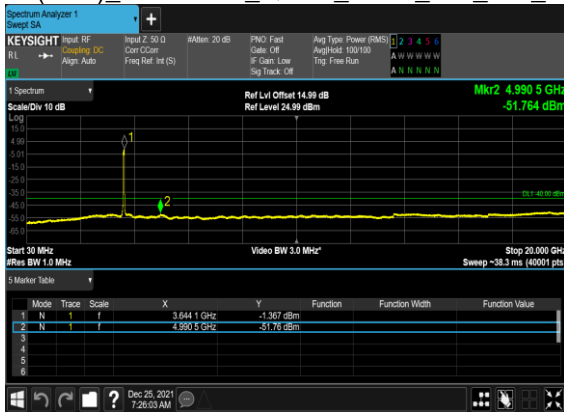 Spectrum Analyzer 1
Swept SA
+
KEYSIGHT Input: RF Input Z: 50 Ω #Atten: 20 dB PNO: Fast Avg Type: Power (RMS) 1 2 3 4 5 6
RL Coupling: DC Corr CCorr Gate: Off Avg|Hold: 100/100 A W W W W W
Align: Auto Freq Ref: Int (S) IF Gain: Low Trig: Free Run
Sig Track: Off A N N N N N
1 Spectrum Ref Lvl Offset 14.99 dB Mkr2 4.990 5 GHz
Scale/Div 10 dB Ref Level 24.99 dBm -51.764 dBm
Log
15.0
4.99 1
-5.01
-15.0
-25.0
-35.0 DL1 -40.00 dBm
-45.0 2
-55.0
-65.0
Start 30 MHz Video BW 3.0 MHz* Stop 20.000 GHz
#Res BW 1.0 MHz Sweep ~38.3 ms (40001 pts)
5 Marker Table
Mode Trace Scale X Y Function Function Width Function Value
1 N 1 f 3.644 1 GHz -1.367 dBm
2 N 1 f 4.990 5 GHz -51.76 dBm
3
4
5
6
? Dec 25, 2021
7:26:03 AM